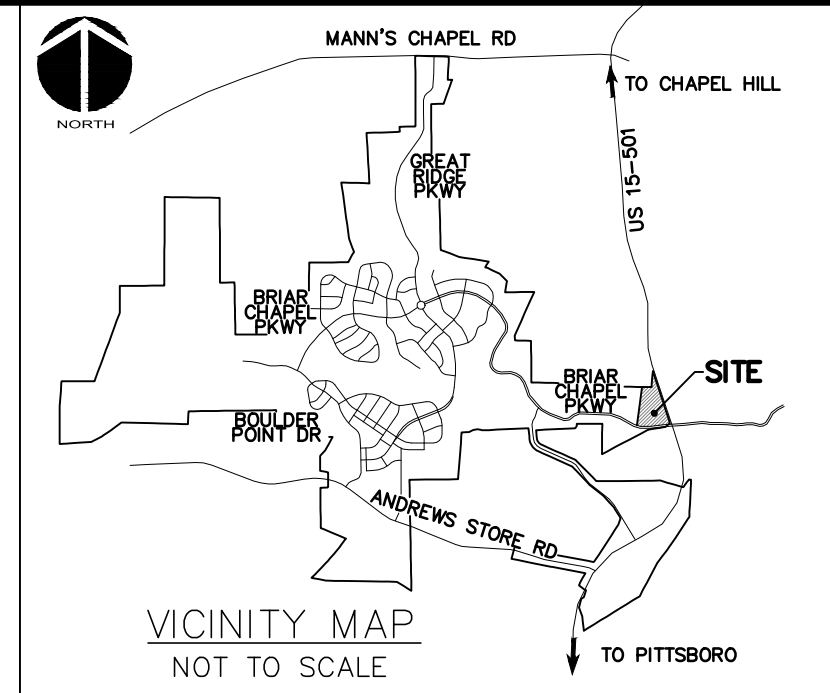 MANN'S CHAPEL RD
TO CHAPEL HILL
NORTH
US 15-501
GREAT
RIDGE
PKWY
BRIAR
CHAPEL
PKWY
SITE
BRIAR
CHAPEL
PKWY
BOULDER
POINT DR
ANDREWS STORE RD
VICINITY MAP
NOT TO SCALE
TO PITTSBORO